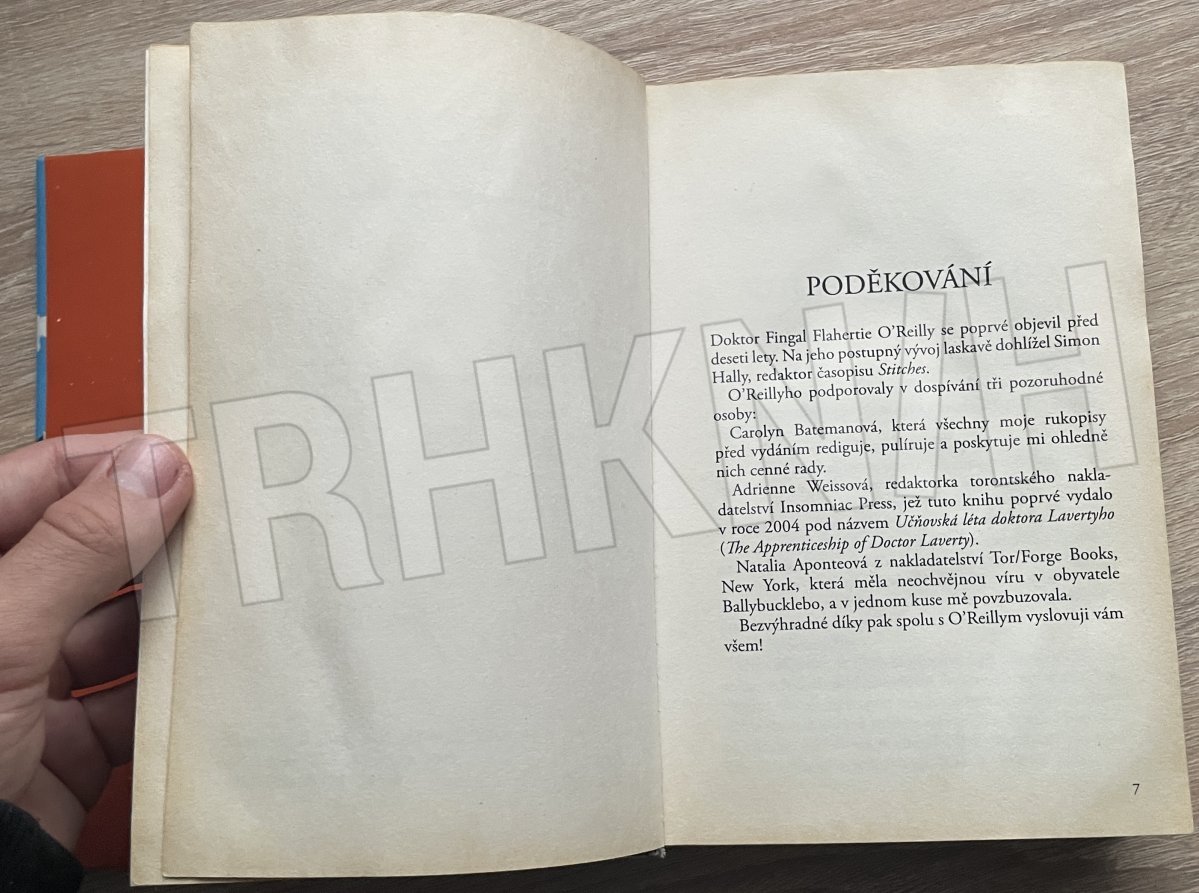 PODĚKOVÁNÍ
Doktor Fingal Flahertie O’Reilly se poprvé objevil před
deseti lety. Na jeho postupný vývoj laskavě dohlížel Simon
Hally, redaktor časopisu Stitches.
O’Reillyho podporovaly v dospívání tři pozoruhodné
osoby:
Carolyn Batemanová, která všechny moje rukopisy
před vydáním rediguje, pulíruje a poskytuje mi ohledně
nich cenné rady.
Adrienne Weissová, redaktorka torontského nakla-
datelství Insomniac Press, jež tuto knihu poprvé vydalo
v roce 2004 pod názvem Učňovská léta doktora Lavertyho
(The Apprenticeship of Doctor Laverty).
Natalia Aponteová z nakladatelství Tor/Forge Books,
New York, která měla neochvějnou víru v obyvatele
Ballybucklebo, a v jednom kuse mě povzbuzovala.
Bezvýhradné díky pak spolu s O’Reillym vyslovuji vám
všem!
7
TRHKNIH